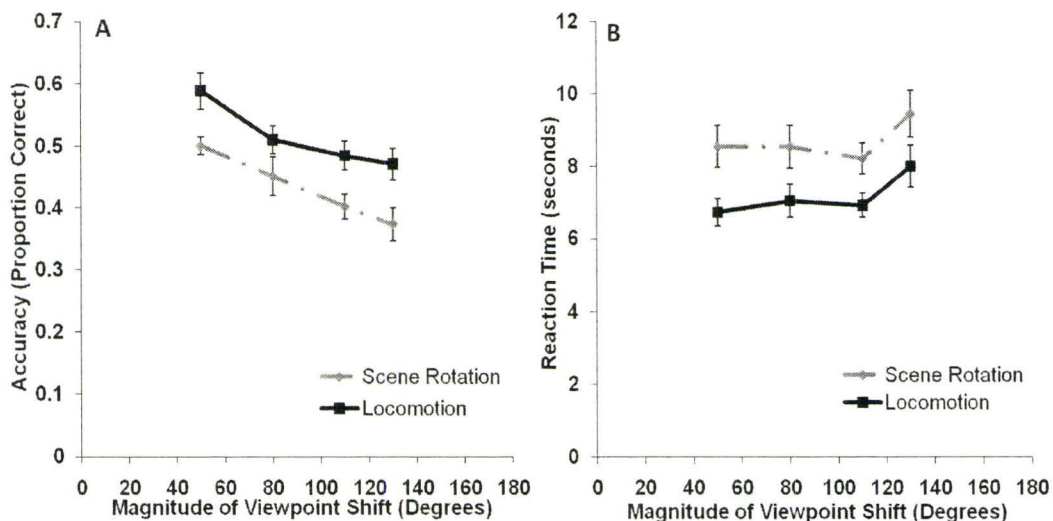 A
Accuracy (Proportion Correct)
0.7
0.6
0.5
0.4
0.3
0.2
0.1
0
Scene Rotation
Locomotion
0 20 40 60 80 100 120 140 160 180
Magnitude of Viewpoint Shift (Degrees)
B
Reaction Time (seconds)
12
10
8
6
4
2
0
Scene Rotation
Locomotion
0 20 40 60 80 100 120 140 160 180
Magnitude of Viewpoint Shift (Degrees)